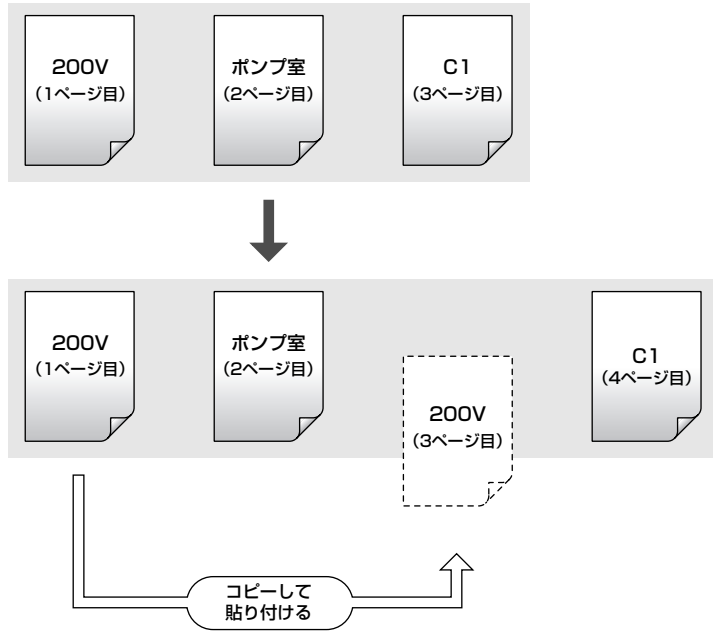 200V
(1ページ目)
ポンプ室
(2ページ目)
C1
(3ページ目)
200V
(1ページ目)
ポンプ室
(2ページ目)
200V
(3ページ目)
C1
(4ページ目)
コピーして
貼り付ける